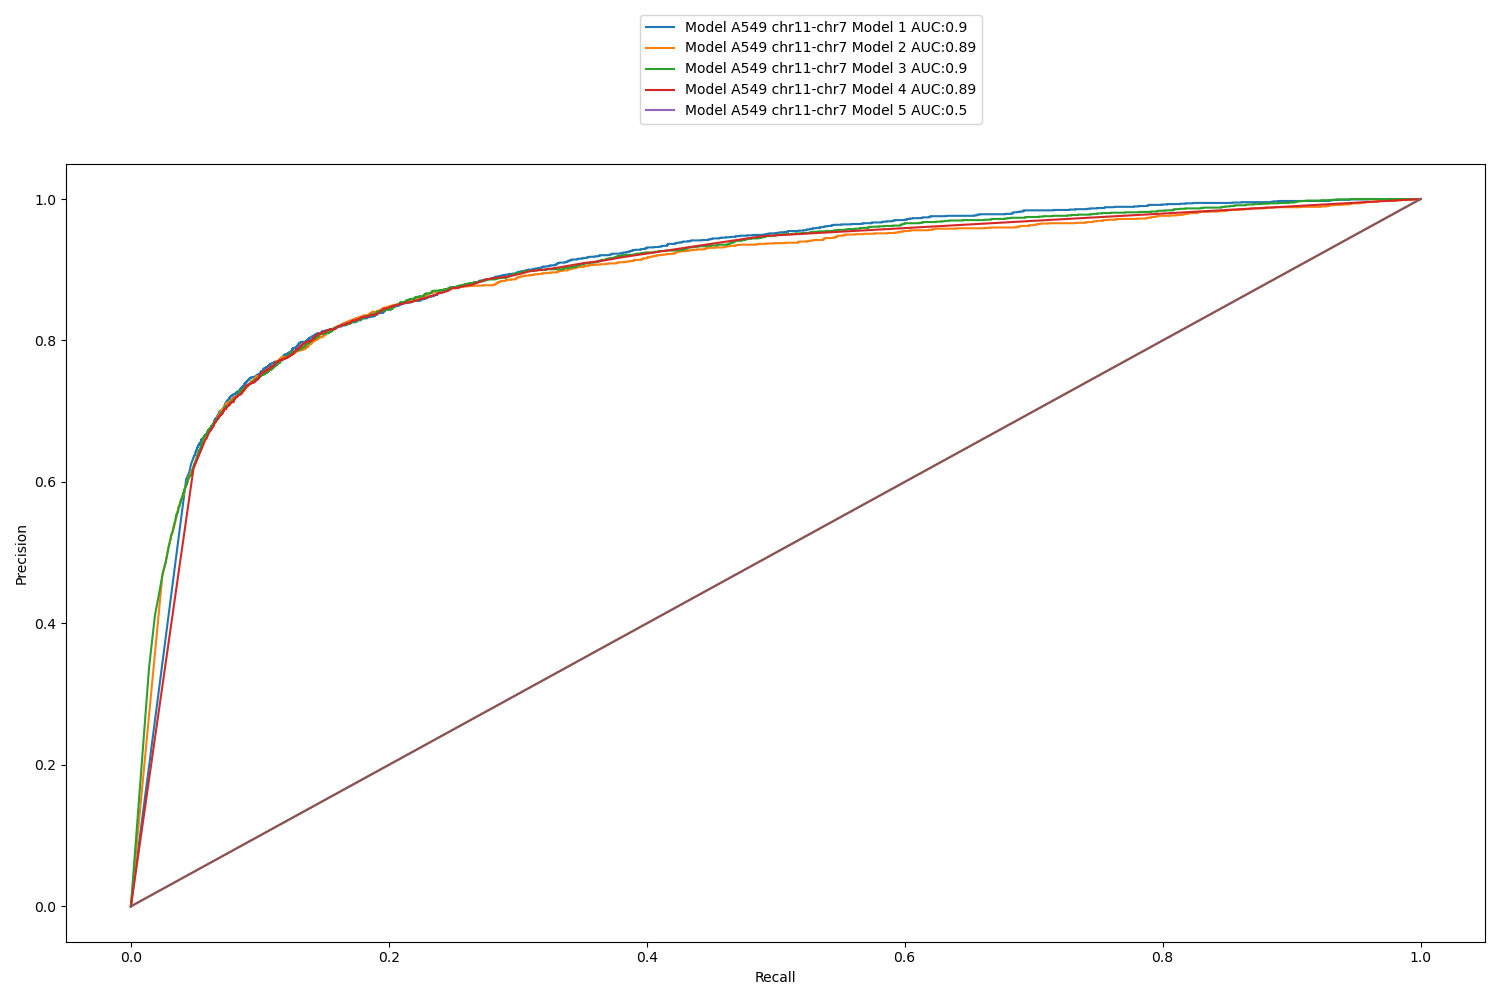 Model A549 chr11-chr7 Model 1 AUC:0.9
Model A549 chr11-chr7 Model 2 AUC:0.89
Model A549 chr11-chr7 Model 3 AUC:0.9
Model A549 chr11-chr7 Model 4 AUC:0.89
Model A549 chr11-chr7 Model 5 AUC:0.5
1.0
0.8
0.6
0.4
0.2
0.0
Precision
0.0 0.2 0.4 0.6 0.8 1.0
Recall